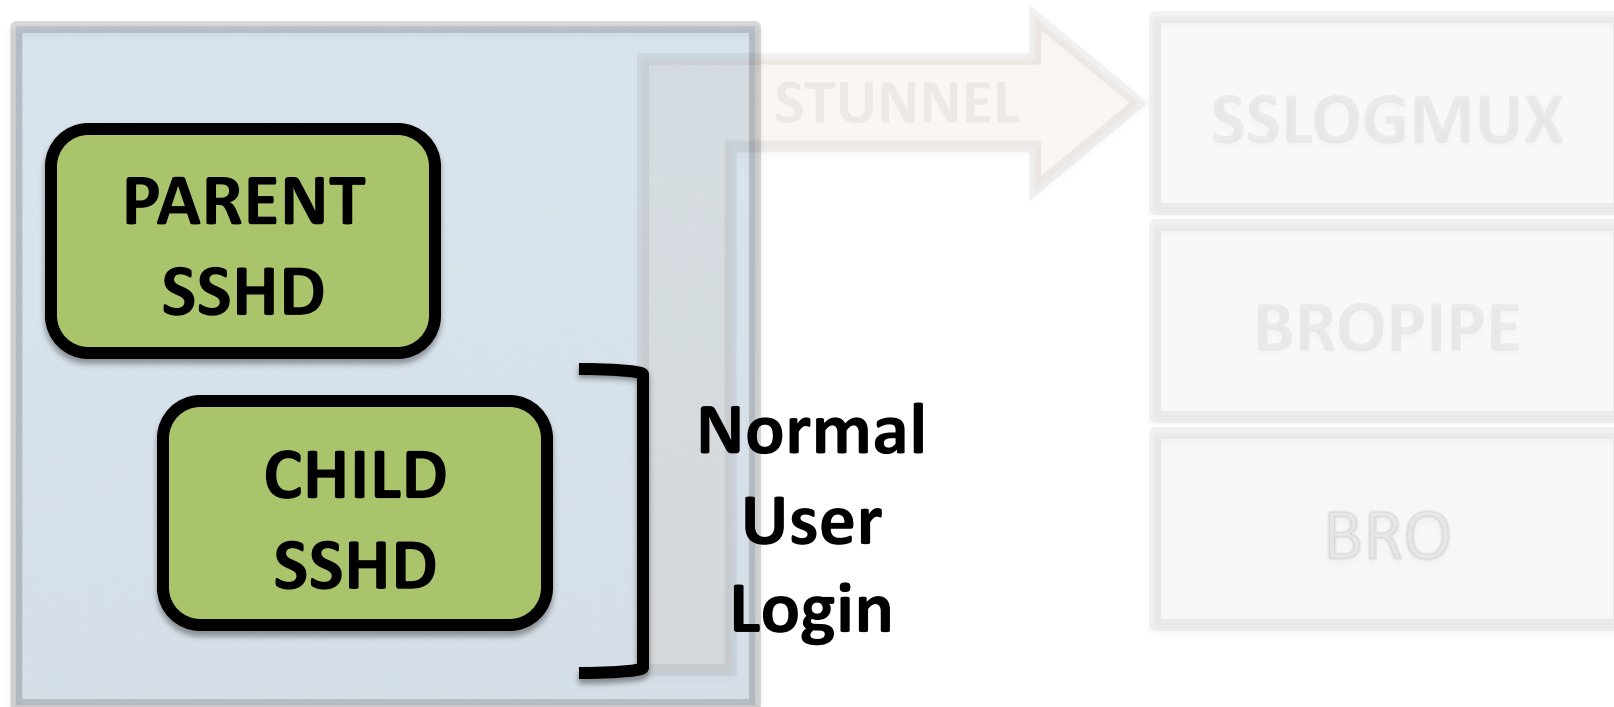 PARENT
SSHD
CHILD
SSHD
Normal
User
Login
STUNNEL
SSLOGMUX
BROPIPE
BRO